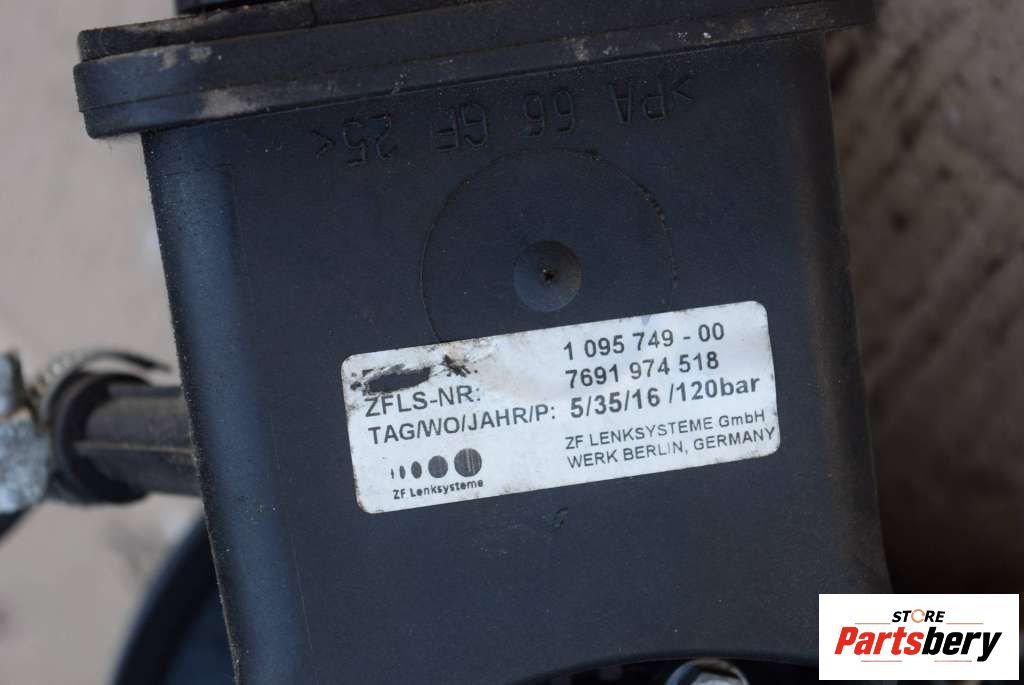 >PA 66 GF 25<
1 095 749 - 00
ZFLS-NR: 7691 974 518
TAG/WO/JAHR/P: 5/35/16 /120bar
ZF LENKSYSTEME GmbH
WERK BERLIN, GERMANY
ZF Lenksysteme
STORE
Partsbery